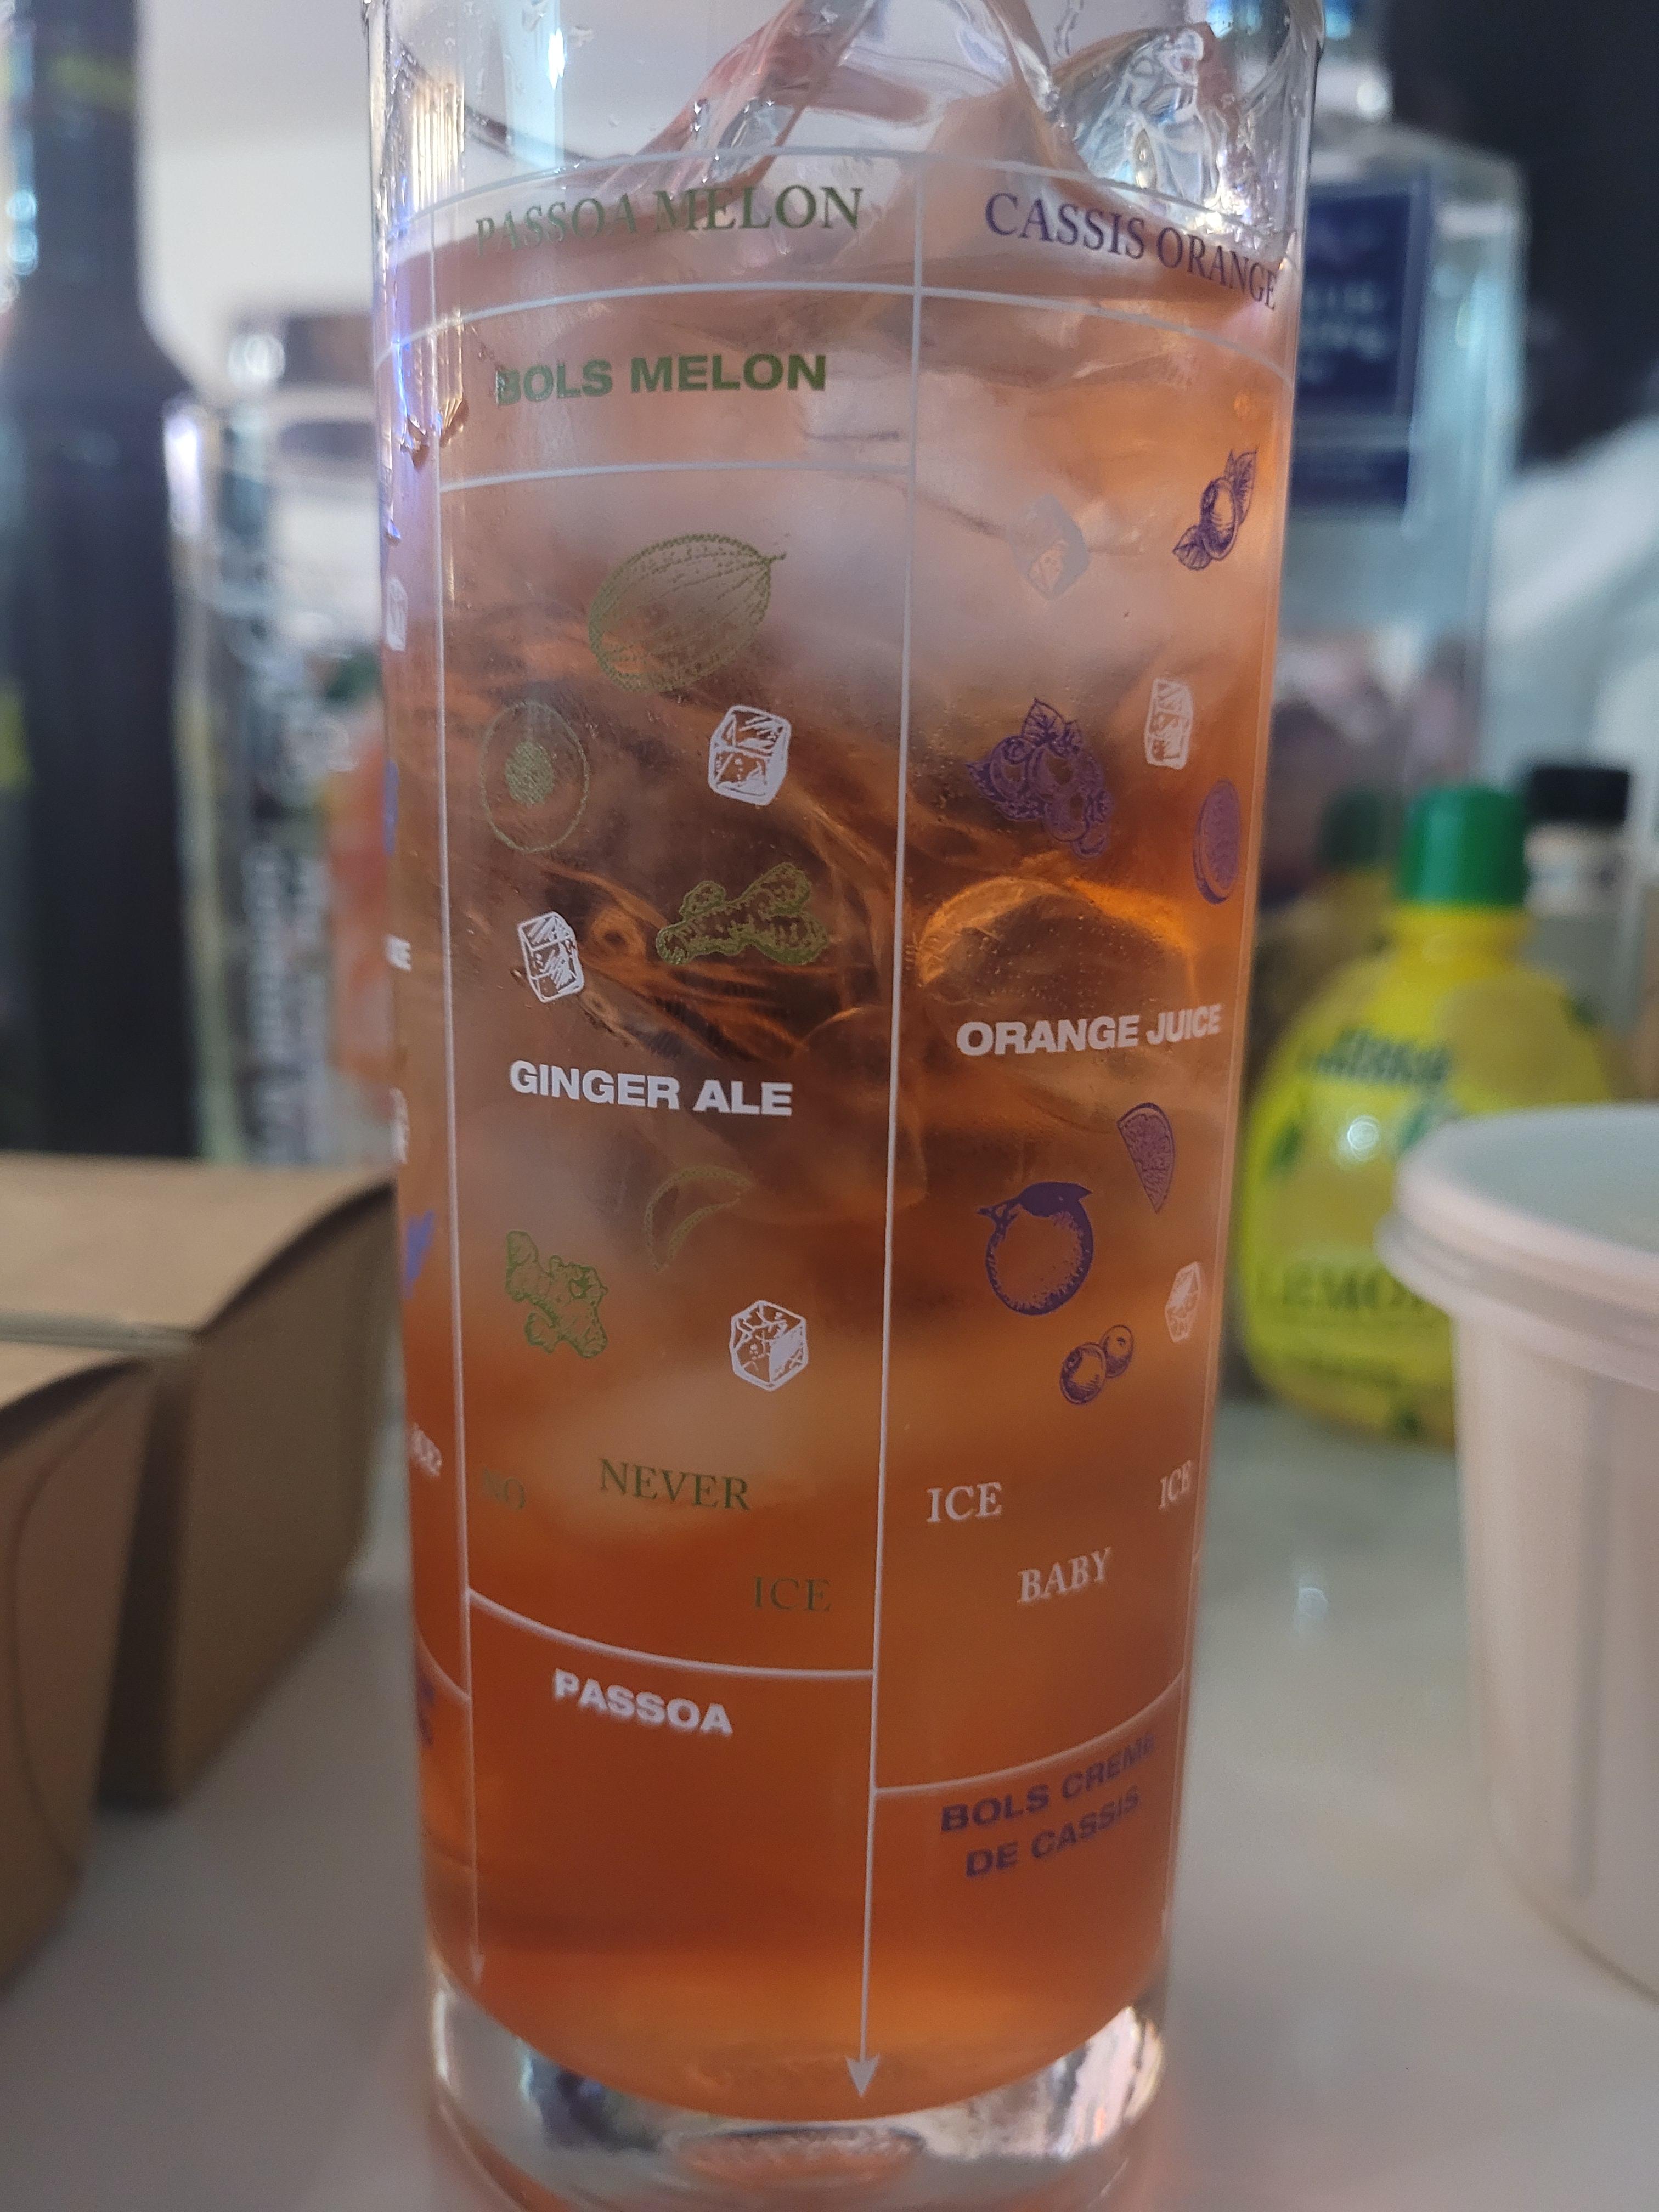 PASSOA MELON
CASSIS ORANGE
BOLS MELON
GINGER ALE
ORANGE JUICE
NO
NEVER
ICE
ICE
ICE
BABY
PASSOA
BOLS CREME
DE CASSIS